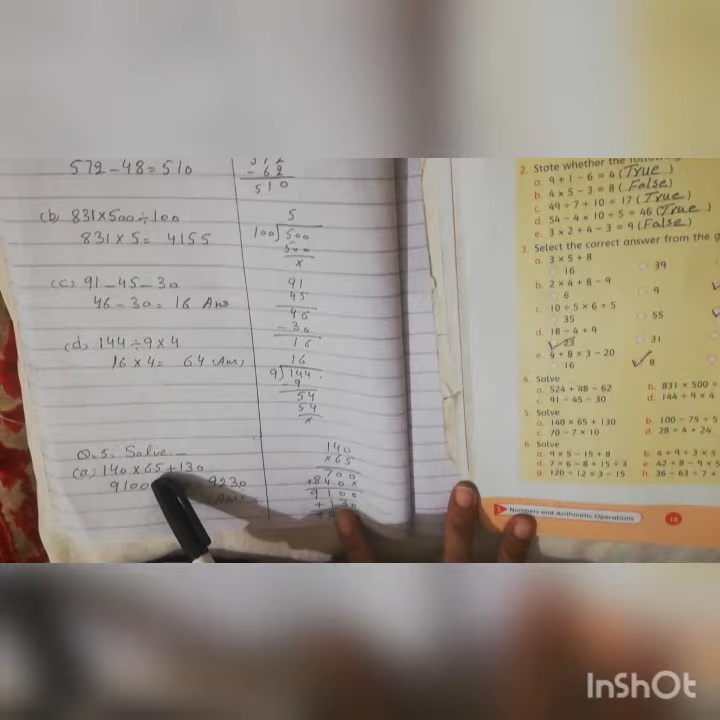 572-48=510
- 62
510
(b) 831×500÷100
831×5= 4155
5
100)500
500
x
(c) 91-45-30
46-30=16 Ans
91
45
46
-30
16
(d) 144÷9×4
16×4= 64 (Ans)
16
9)144
-9
54
54
x
Q.5. Solve -
(a) 140×65+130
9100 9230
(Ans)
140
×65
700
+840×
9100
+130
2. State whether the
a. 9 + 1 - 6 = 4 (True)
b. 4 × 5 - 3 = 8 (False)
c. 49 ÷ 7 + 10 = 17 (True)
d. 54 - 4 × 10 ÷ 5 = 46 (True)
e. 3 × 2 + 4 - 3 = 9 (False)
3. Select the correct answer from the g
a. 3 × 5 + 8
16 39
b. 2 × 4 + 8 - 9
6 9
c. 10 ÷ 5 × 6 + 5
35 55
d. 18 - 4 + 9
23 31
e. 4 + 8 × 3 - 20
16 8
4. Solve
a. 524 + 48 - 62 b. 831 × 500 ÷
c. 91 - 45 - 30 d. 144 ÷ 9 × 4
5. Solve
a. 140 × 65 + 130 b. 100 - 75 ÷ 5
c. 70 - 7 × 10 d. 28 ÷ 4 + 24
6. Solve
a. 9 × 5 - 15 + 8 b. 4 + 9 ÷ 3 × 5
d. 7 × 6 - 8 + 15 ÷ 3 e. 42 ÷ 8 - 9 × 5
g. 120 ÷ 12 × 3 - 15 h. 36 - 63 ÷ 7 +
1 Numbers and Arithmetic Operations
InShOt